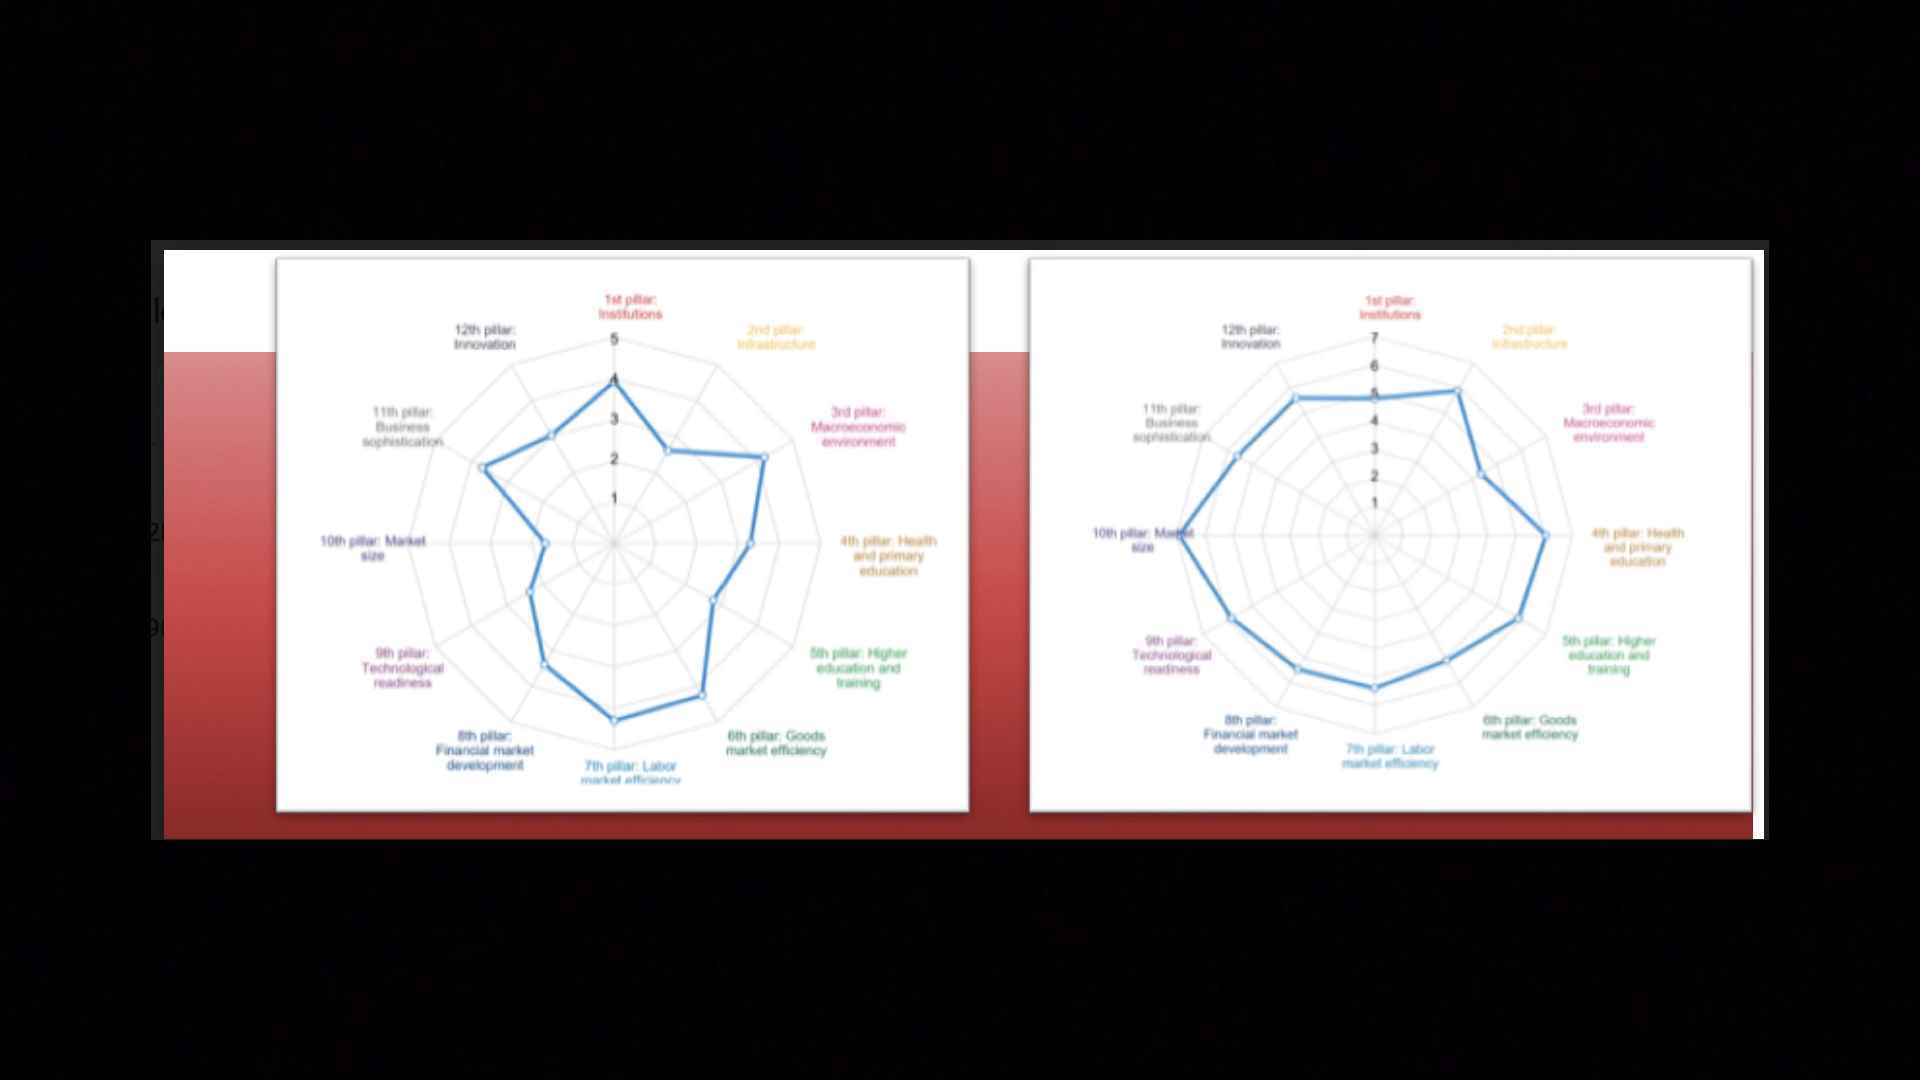 1st pillar:
Institutions
2nd pillar:
Infrastructure
3rd pillar:
Macroeconomic
environment
4th pillar: Health
and primary
education
5th pillar: Higher
education and
training
6th pillar: Goods
market efficiency
7th pillar: Labor
market efficiency
8th pillar:
Financial market
development
9th pillar:
Technological
readiness
10th pillar: Market
size
11th pillar:
Business
sophistication
12th pillar:
Innovation
5
4
3
2
1
1st pillar:
Institutions
2nd pillar:
Infrastructure
3rd pillar:
Macroeconomic
environment
4th pillar: Health
and primary
education
5th pillar: Higher
education and
training
6th pillar: Goods
market efficiency
7th pillar: Labor
market efficiency
8th pillar:
Financial market
development
9th pillar:
Technological
readiness
10th pillar: Market
size
11th pillar:
Business
sophistication
12th pillar:
Innovation
7
6
5
4
3
2
1